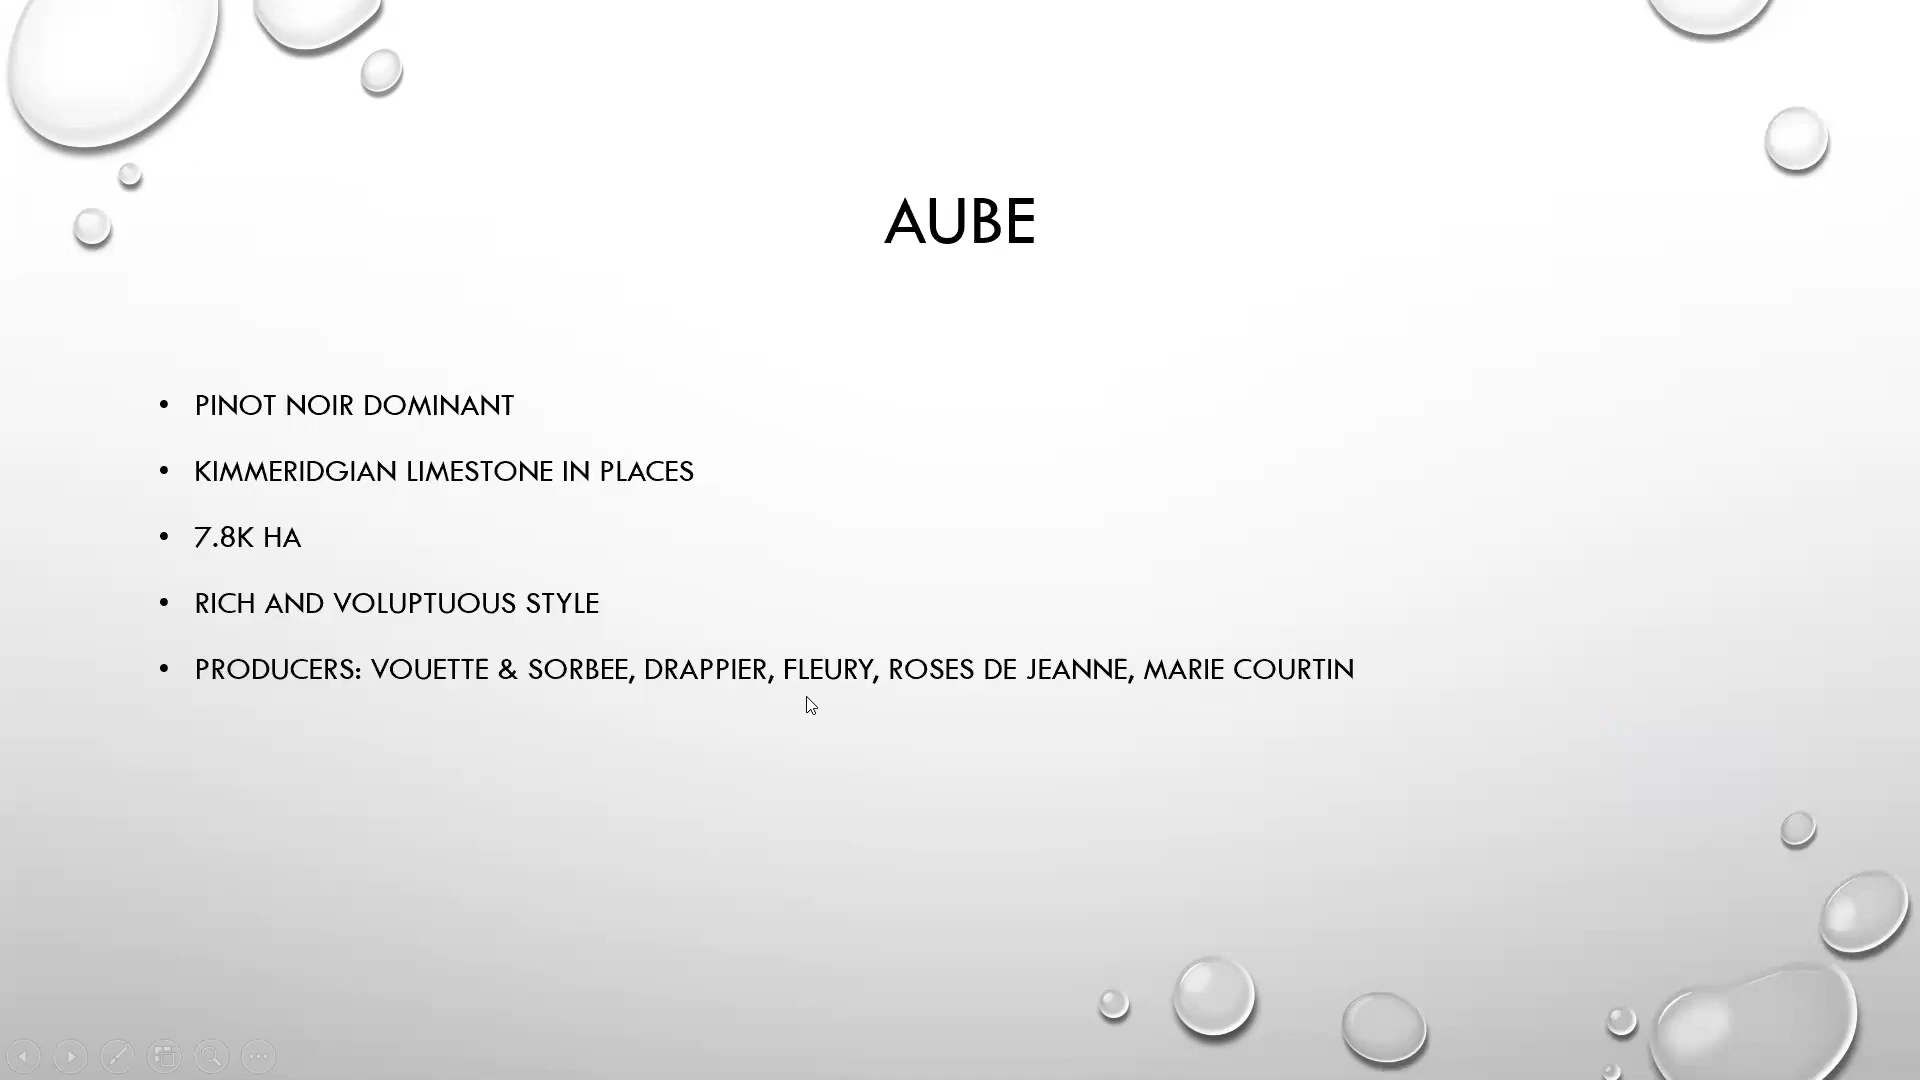 AUBE
• PINOT NOIR DOMINANT
• KIMMERIDGIAN LIMESTONE IN PLACES
• 7.8K HA
• RICH AND VOLUPTUOUS STYLE
• PRODUCERS: VOUETTE & SORBEE, DRAPPIER, FLEURY, ROSES DE JEANNE, MARIE COURTIN